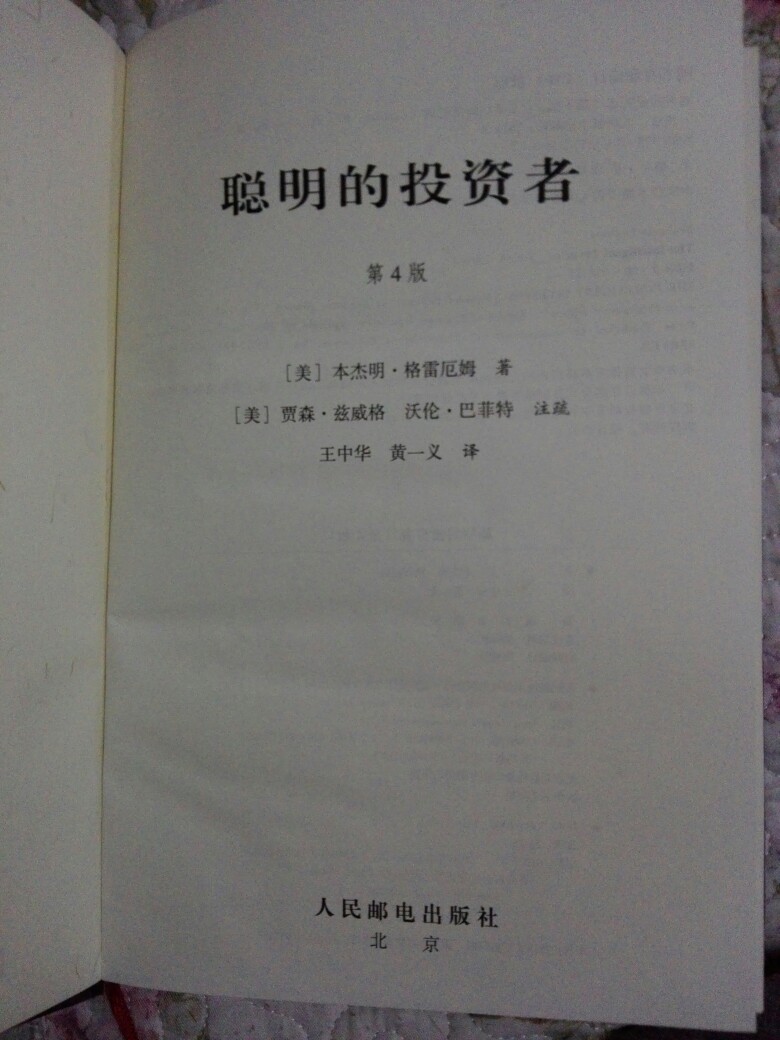 聪明的投资者
第4版
[美] 本杰明·格雷厄姆 著
[美] 贾森·兹威格 沃伦·巴菲特 注疏
王中华 黄一义 译
人民邮电出版社
北京